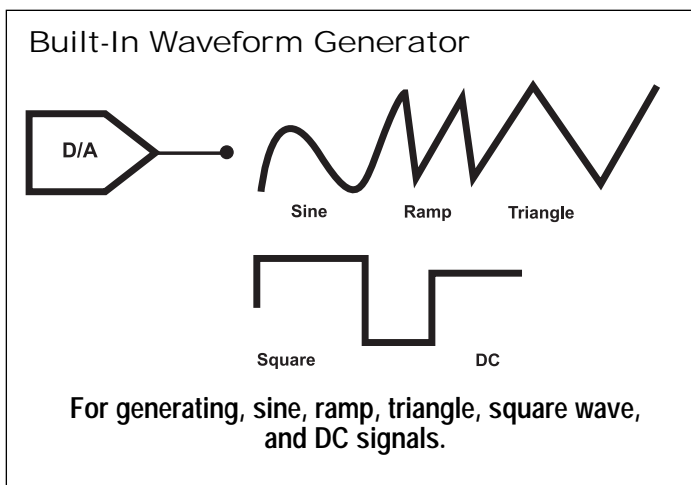 Built-In Waveform Generator
D/A
Sine
Ramp
Triangle
Square
DC
For generating, sine, ramp, triangle, square wave,
and DC signals.